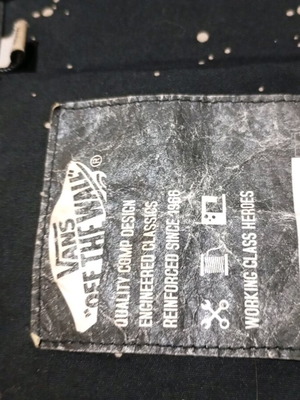 VANS
"OFF THE WALL"
®
QUALITY COMP DESIGN
ENGINEERED CLASSICS
REINFORCED SINCE 1966
WORKING CLASS HEROES